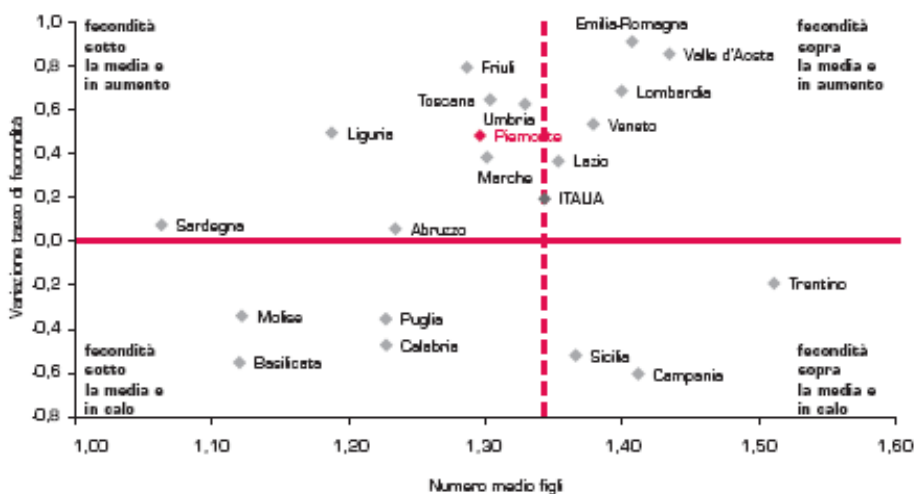 1,0
0,8
0,6
0,4
0,2
0,0
-0,2
-0,4
-0,6
-0,8
Variazione tasso di fecondità
fecondità
sotto
la media e
in aumento
fecondità
sopra
la media e
in aumento
Emilia-Romagna
Valle d'Aosta
Friuli
Lombardia
Toscana
Umbria
Veneto
Liguria
Piemonte
Marche
Lazio
ITALIA
Sardegna
Abruzzo
Trentino
Molise
Puglia
Calabria
Basilicata
Sicilia
Campania
fecondità
sotto
la media e
in calo
fecondità
sopra
la media e
in calo
1,00 1,10 1,20 1,30 1,40 1,50 1,60
Numero medio figli